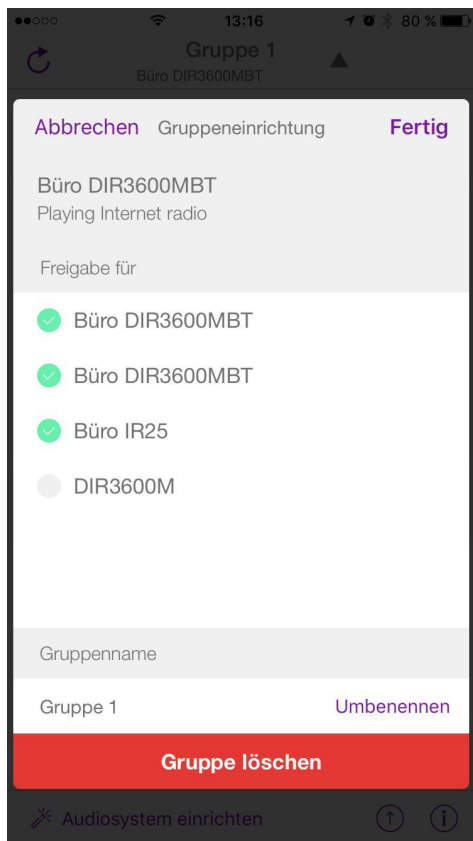 13:16 80 %
Gruppe 1
Büro DIR3600MBT
Abbrechen Gruppeneinrichtung Fertig
Büro DIR3600MBT
Playing Internet radio
Freigabe für
Büro DIR3600MBT
Büro DIR3600MBT
Büro IR25
DIR3600M
Gruppenname
Gruppe 1 Umbenennen
Gruppe löschen
Audiosystem einrichten